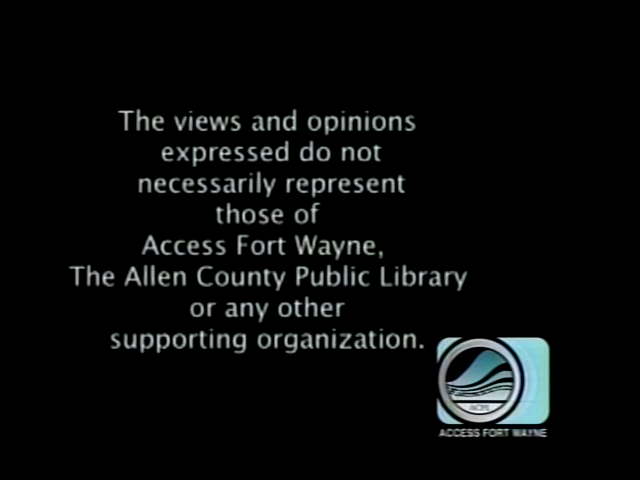 The views and opinions
expressed do not
necessarily represent
those of
Access Fort Wayne,
The Allen County Public Library
or any other
supporting organization.
ACPL
ACCESS FORT WAYNE